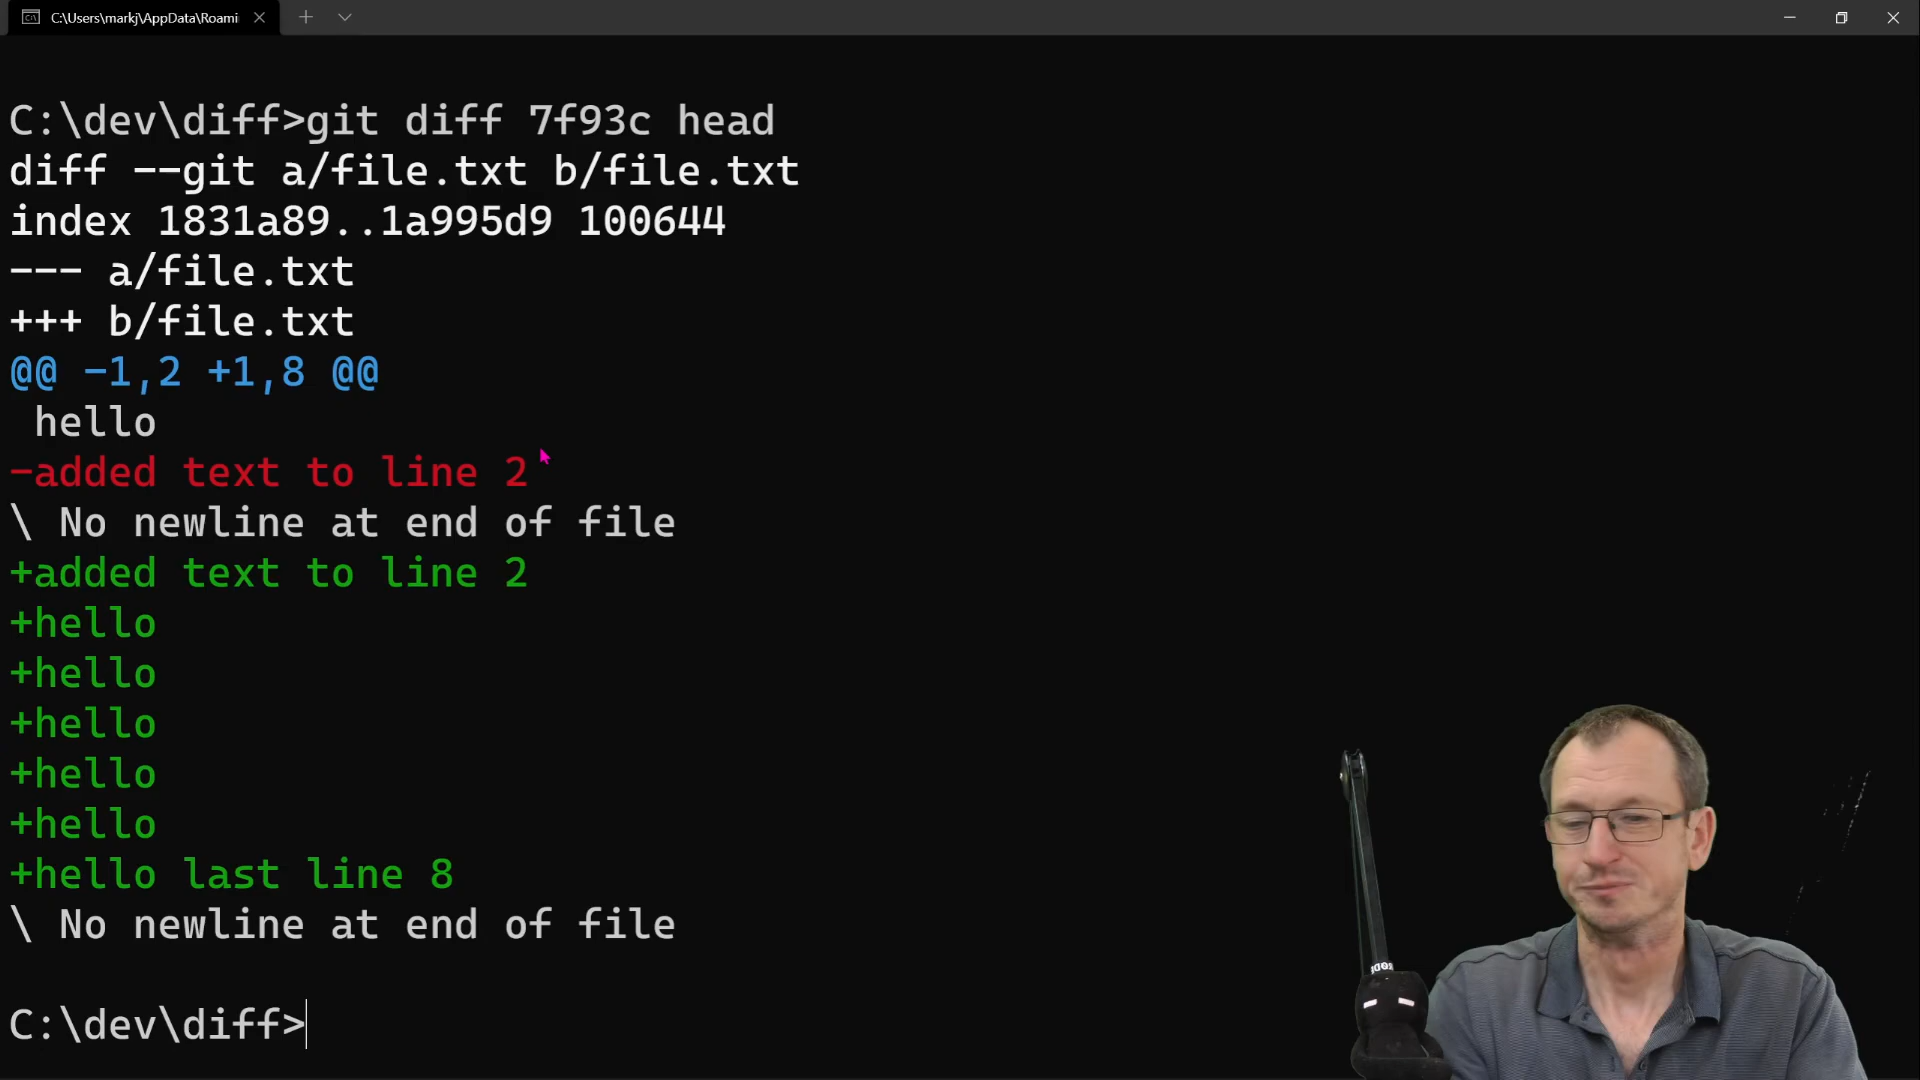 C:\Users\markj\AppData\Roami
C:\dev\diff>git diff 7f93c head
diff --git a/file.txt b/file.txt
index 1831a89..1a995d9 100644
--- a/file.txt
+++ b/file.txt
@@ -1,2 +1,8 @@
 hello
-added text to line 2
\ No newline at end of file
+added text to line 2
+hello
+hello
+hello
+hello
+hello
+hello last line 8
\ No newline at end of file
C:\dev\diff>